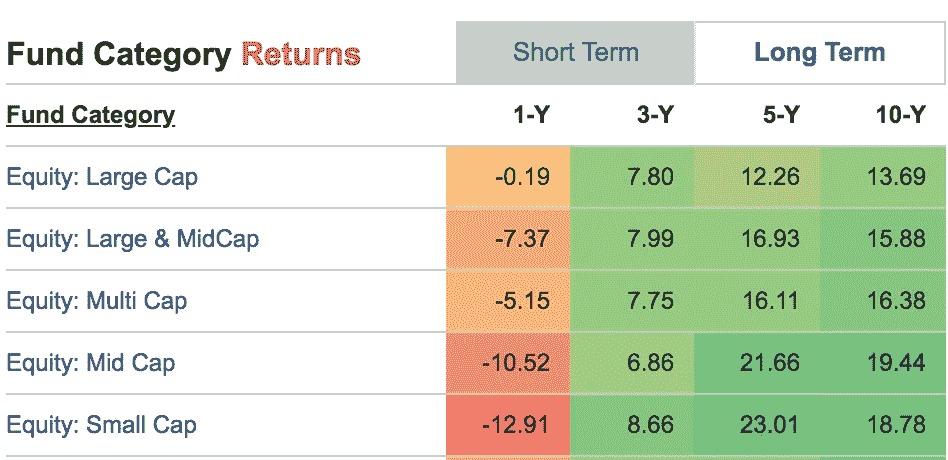 Fund Category Returns Short Term Long Term
Fund Category 1-Y 3-Y 5-Y 10-Y
Equity: Large Cap -0.19 7.80 12.26 13.69
Equity: Large & MidCap -7.37 7.99 16.93 15.88
Equity: Multi Cap -5.15 7.75 16.11 16.38
Equity: Mid Cap -10.52 6.86 21.66 19.44
Equity: Small Cap -12.91 8.66 23.01 18.78